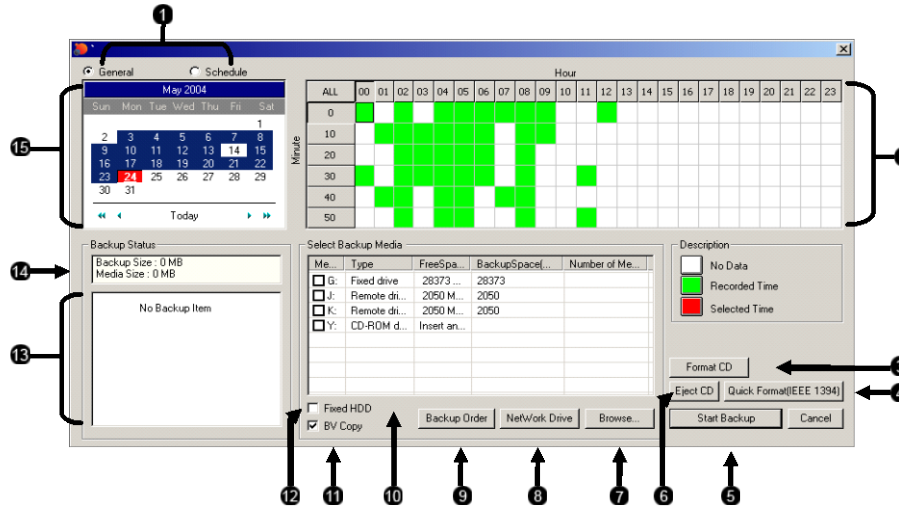 1
General Schedule
May 2004
Sun Mon Tue Wed Thu Fri Sat
1
2 3 4 5 6 7 8
9 10 11 12 13 14 15
16 17 18 19 20 21 22
23 24 25 26 27 28 29
30 31
Today
15
Hour
ALL 00 01 02 03 04 05 06 07 08 09 10 11 12 13 14 15 16 17 18 19 20 21 22 23
Minute
0
10
20
30
40
50
Backup Status
Backup Size : 0 MB
Media Size : 0 MB
14
No Backup Item
13
Select Backup Media
Me... Type FreeSpa... BackupSpace(... Number of Me...
G: Fixed drive 28373 ... 28373
J: Remote dri... 2050 M... 2050
K: Remote dri... 2050 M... 2050
Y: CD-ROM d... Insert an...
Fixed HDD
BV Copy
Backup Order NetWork Drive Browse...
Description
No Data
Recorded Time
Selected Time
Format CD
Eject CD Quick Format(IEEE 1394)
Start Backup Cancel
12 11 10 9 8 7 6 5